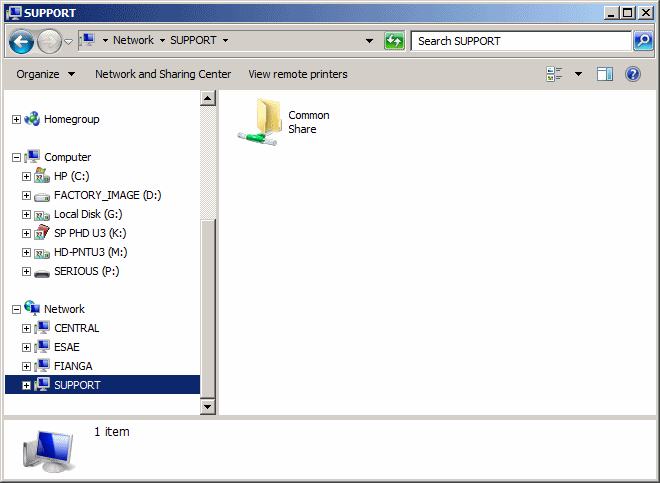 SUPPORT
Network SUPPORT
Search SUPPORT
Organize Network and Sharing Center View remote printers
Homegroup
Computer
HP (C:)
FACTORY_IMAGE (D:)
Local Disk (G:)
SP PHD U3 (K:)
HD-PNTU3 (M:)
SERIOUS (P:)
Network
CENTRAL
ESAE
FIANGA
SUPPORT
Common
Share
1 item